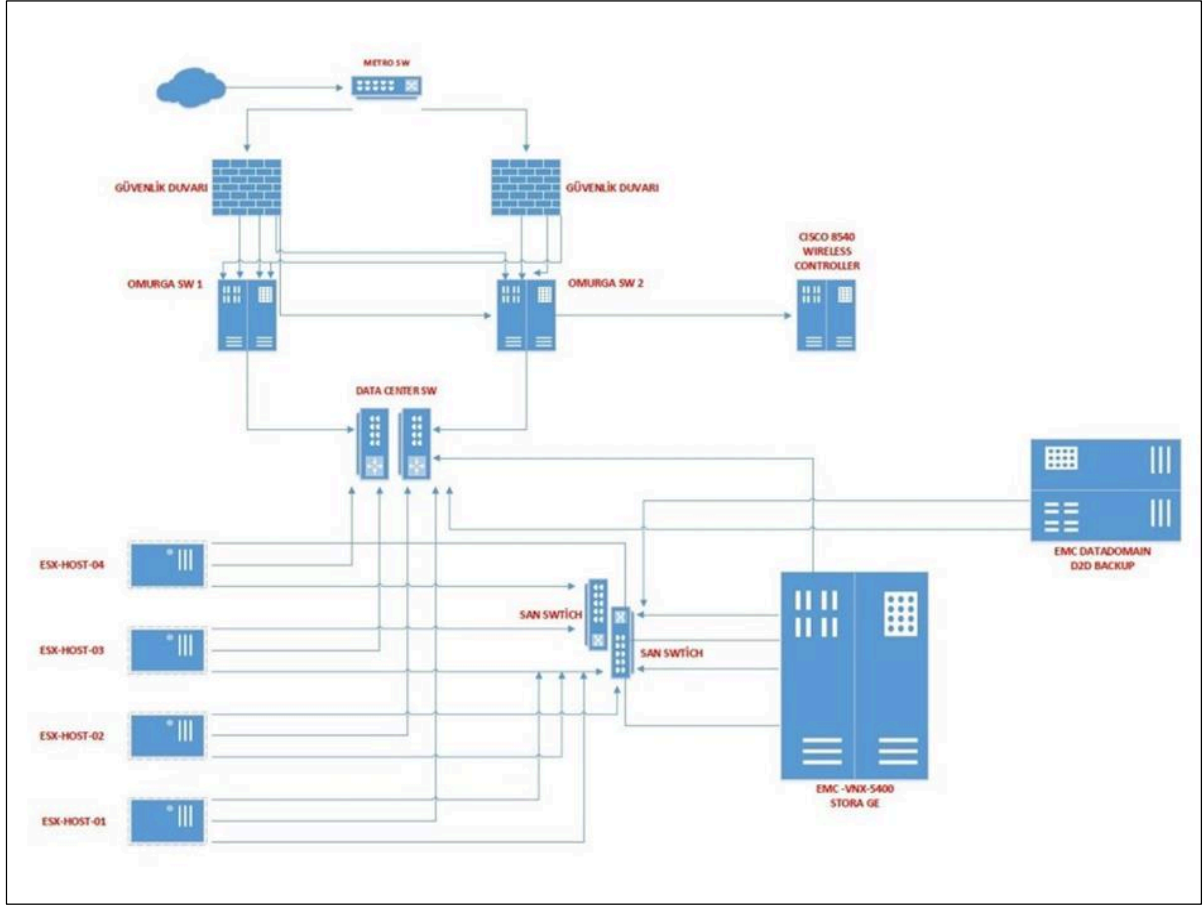 METRO SW
GÜVENLİK DUVARI
GÜVENLİK DUVARI
CISCO 8540
WIRELESS
CONTROLLER
OMURGA SW 1
OMURGA SW 2
DATA CENTER SW
EMC DATADOMAIN
D2D BACKUP
ESX-HOST-04
SAN SWTİCH
ESX-HOST-03
SAN SWTİCH
ESX-HOST-02
EMC -VNX-5400
STORA GE
ESX-HOST-01